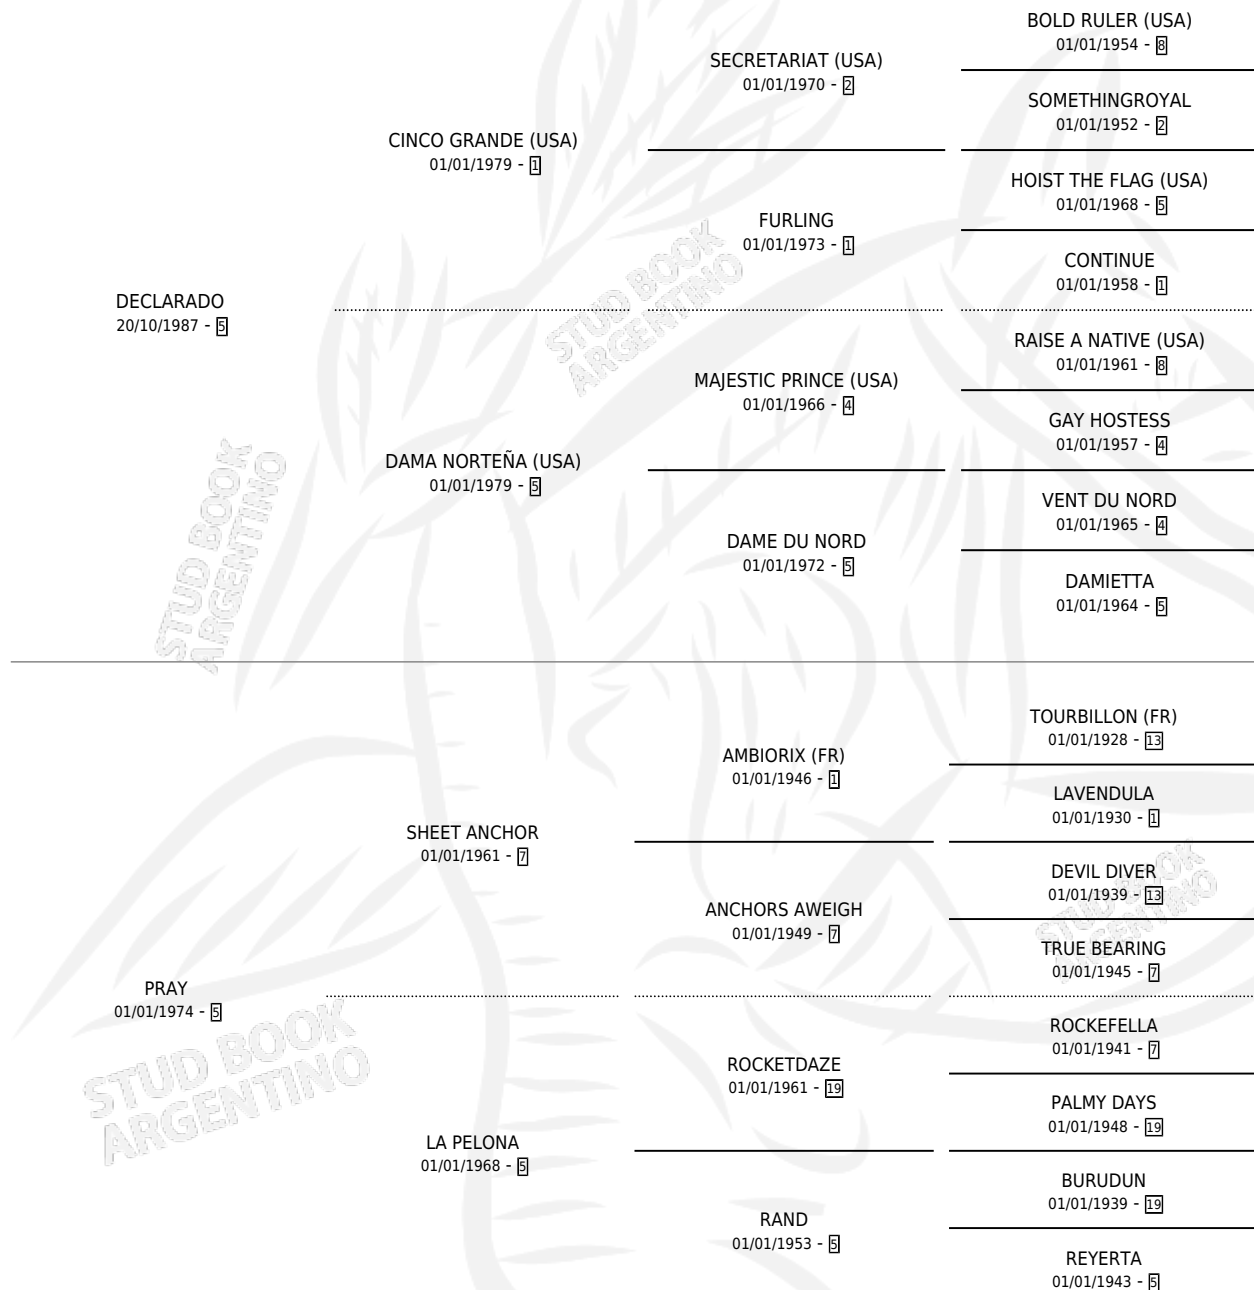 BOLD RULER (USA)
01/01/1954 - 8
SECRETARIAT (USA)
01/01/1970 - 2
SOMETHINGROYAL
01/01/1952 - 2
CINCO GRANDE (USA)
01/01/1979 - 1
HOIST THE FLAG (USA)
01/01/1968 - 5
FURLING
01/01/1973 - 1
CONTINUE
01/01/1958 - 1
DECLARADO
20/10/1987 - 5
RAISE A NATIVE (USA)
01/01/1961 - 8
MAJESTIC PRINCE (USA)
01/01/1966 - 4
GAY HOSTESS
01/01/1957 - 4
DAMA NORTEÑA (USA)
01/01/1979 - 5
VENT DU NORD
01/01/1965 - 4
DAME DU NORD
01/01/1972 - 5
DAMIETTA
01/01/1964 - 5
TOURBILLON (FR)
01/01/1928 - 13
AMBIORIX (FR)
01/01/1946 - 1
LAVENDULA
01/01/1930 - 1
SHEET ANCHOR
01/01/1961 - 7
DEVIL DIVER
01/01/1939 - 13
ANCHORS AWEIGH
01/01/1949 - 7
TRUE BEARING
01/01/1945 - 7
PRAY
01/01/1974 - 5
ROCKEFELLA
01/01/1941 - 7
ROCKETDAZE
01/01/1961 - 19
PALMY DAYS
01/01/1948 - 19
LA PELONA
01/01/1968 - 5
BURUDUN
01/01/1939 - 19
RAND
01/01/1953 - 5
REYERTA
01/01/1943 - 5
STUD BOOK
ARGENTINO
STUD BOOK
ARGENTINO
STUD BOOK
ARGENTINO
STUD BOOK
ARGENTINO